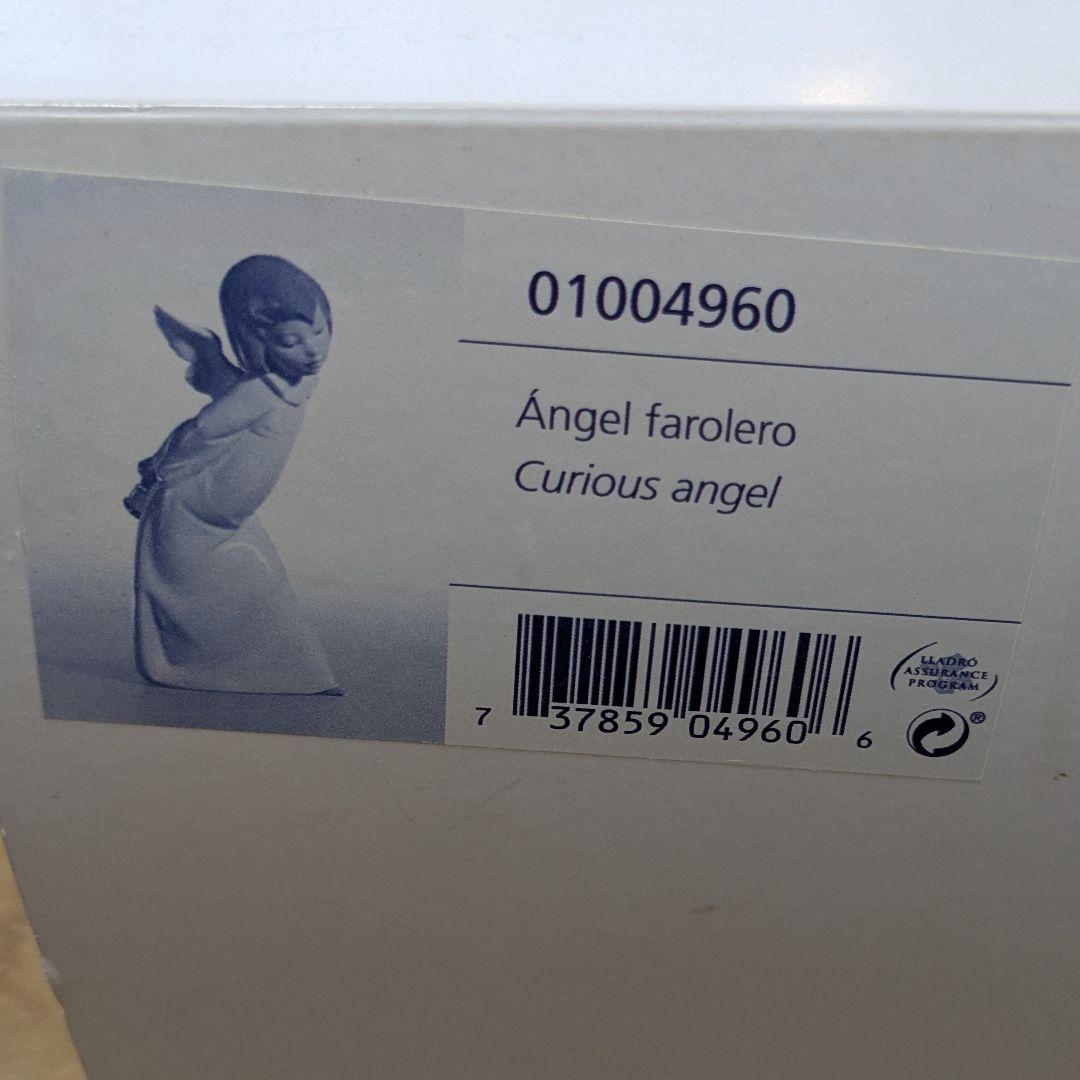 01004960
Ángel farolero
Curious angel
7 37859 04960 6
LLADRÓ
ASSURANCE
PROGRAM
®